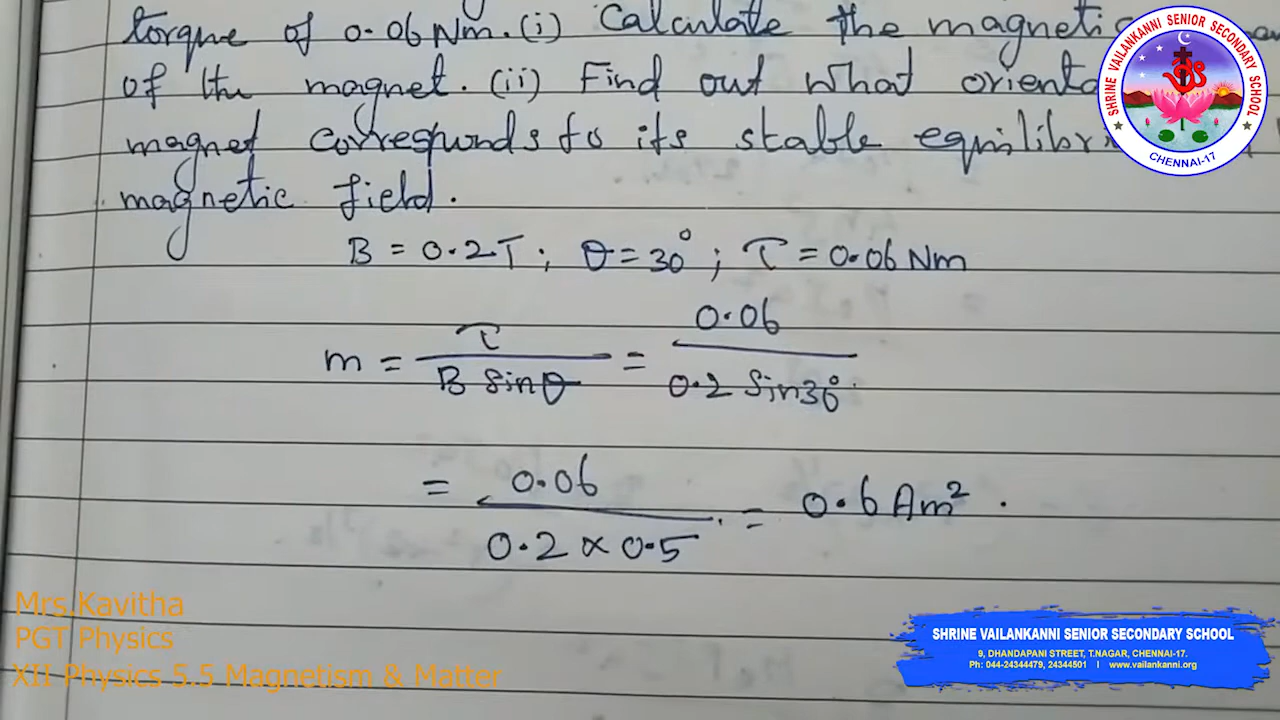 torque of 0.06 Nm. (i) Calculate the magnetic
of the magnet. (ii) Find out what orienta
magnet corresponds to its stable equilibri
magnetic field.
B = 0.2T ; θ = 30° ; τ = 0.06 Nm
m = τ / B sinθ = 0.06 / 0.2 Sin30°
= 0.06 / 0.2 × 0.5 = 0.6 Am² .
SHRINE VAILANKANNI SENIOR SECONDARY SCHOOL
CHENNAI-17
Mrs.Kavitha
PGT Physics
XII Physics 5.5 Magnetism & Matter
SHRINE VAILANKANNI SENIOR SECONDARY SCHOOL
9, DHANDAPANI STREET, T.NAGAR, CHENNAI-17.
Ph: 044-24344479, 24344501 | www.vailankanni.org